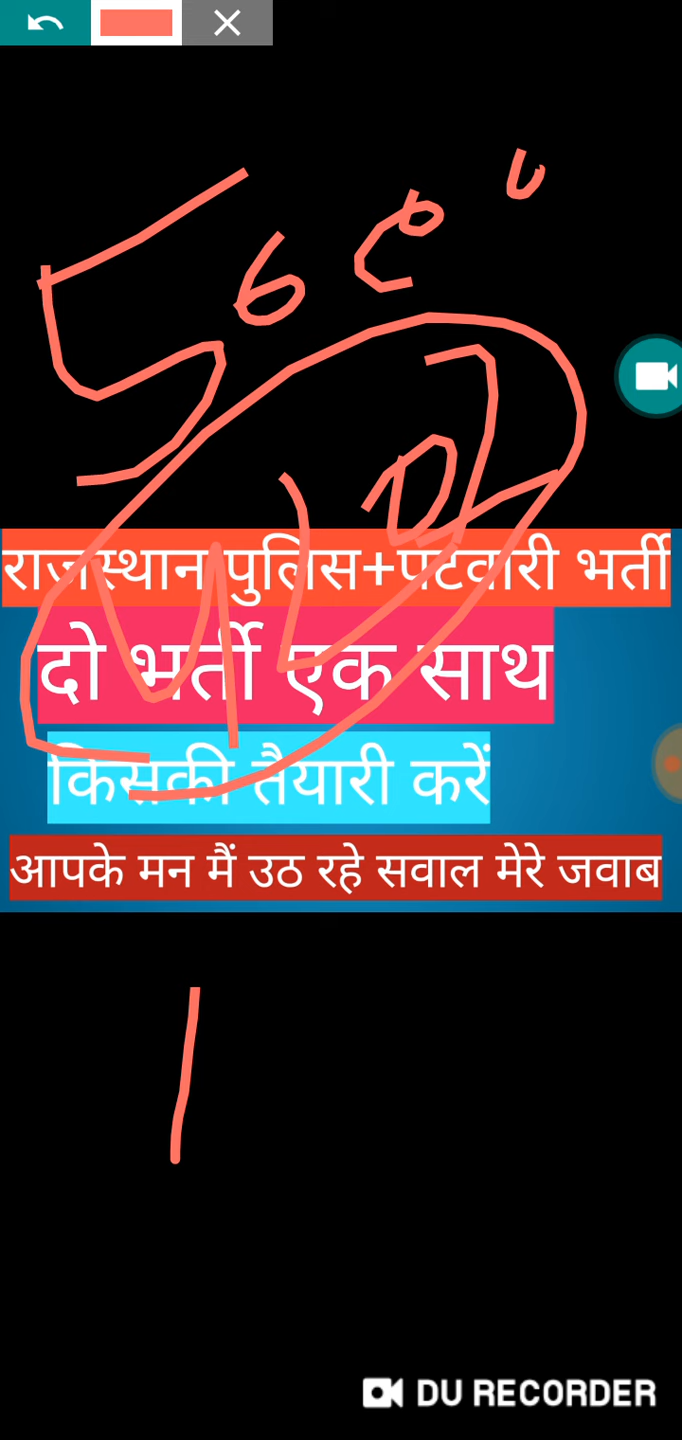 राजस्थान पुलिस+पटवारी भर्ती
दो भर्ती एक साथ
किसकी तैयारी करें
आपके मन मैं उठ रहे सवाल मेरे जवाब
DU RECORDER